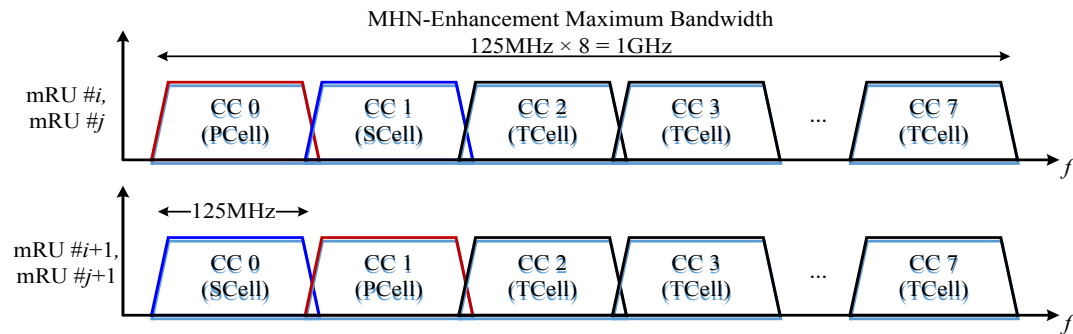 MHN-Enhancement Maximum Bandwidth
125MHz × 8 = 1GHz
mRU #i,
mRU #j
CC 0
(PCell)
CC 1
(SCell)
CC 2
(TCell)
CC 3
(TCell)
...
CC 7
(TCell)
f
125MHz
mRU #i+1,
mRU #j+1
CC 0
(SCell)
CC 1
(PCell)
CC 2
(TCell)
CC 3
(TCell)
...
CC 7
(TCell)
f